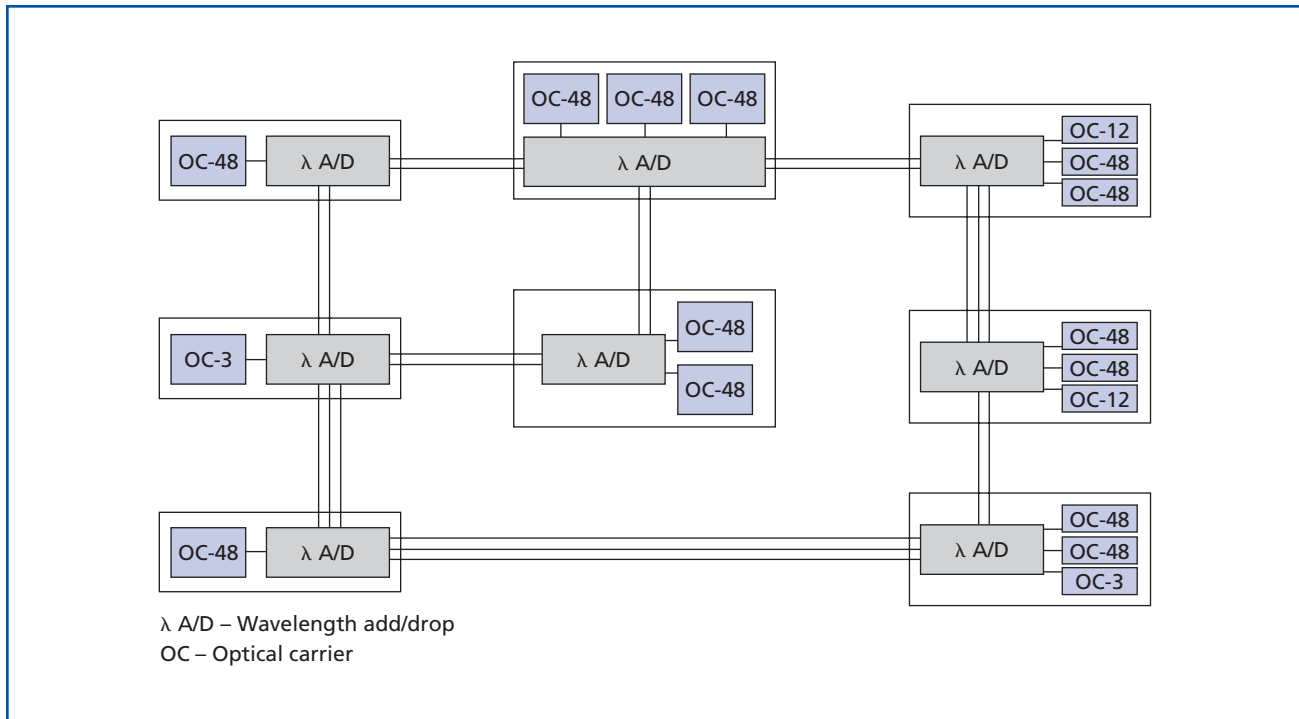 OC-48 OC-48 OC-48
λ A/D
OC-48
λ A/D
λ A/D
OC-12
OC-48
OC-48
OC-3
λ A/D
λ A/D
OC-48
OC-48
λ A/D
OC-48
OC-48
OC-12
OC-48
λ A/D
λ A/D
OC-48
OC-48
OC-3
λ A/D – Wavelength add/drop
OC – Optical carrier